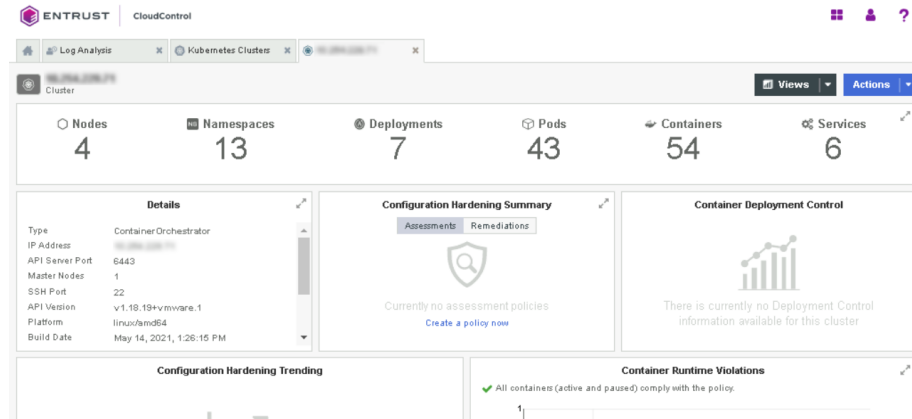 ENTRUST CloudControl
?
Log Analysis x Kubernetes Clusters x x
Cluster
Views Actions
Nodes NS Namespaces Deployments Pods Containers Services
4 13 7 43 54 6
Details
Type ContainerOrchestrator
IP Address
API Server Port 6443
Master Nodes 1
SSH Port 22
API Version v1.18.19+vmware.1
Platform linux/amd64
Build Date May 14, 2021, 1:26:15 PM
Configuration Hardening Summary
Assessments Remediations
Currently no assessment policies
Create a policy now
Container Deployment Control
There is currently no Deployment Control
information available for this cluster
Configuration Hardening Trending
Container Runtime Violations
All containers (active and paused) comply with the policy.
1